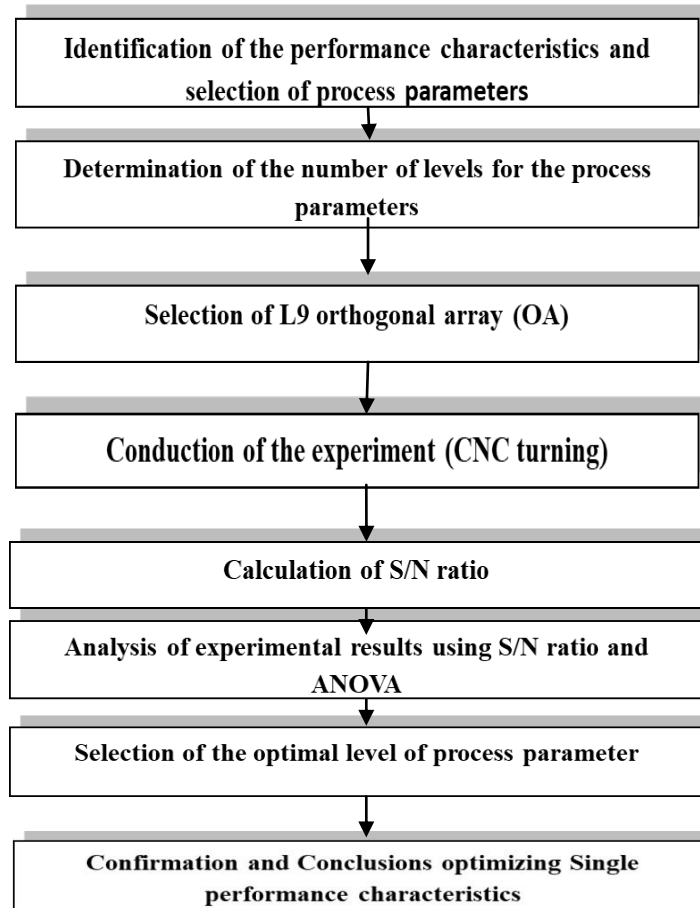 Identification of the performance characteristics and
selection of process parameters
Determination of the number of levels for the process
parameters
Selection of L9 orthogonal array (OA)
Conduction of the experiment (CNC turning)
Calculation of S/N ratio
Analysis of experimental results using S/N ratio and
ANOVA
Selection of the optimal level of process parameter
Confirmation and Conclusions optimizing Single
performance characteristics